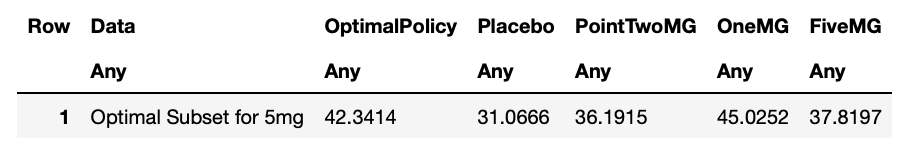 Row Data OptimalPolicy Placebo PointTwoMG OneMG FiveMG
Any Any Any Any Any Any
1 Optimal Subset for 5mg 42.3414 31.0666 36.1915 45.0252 37.8197